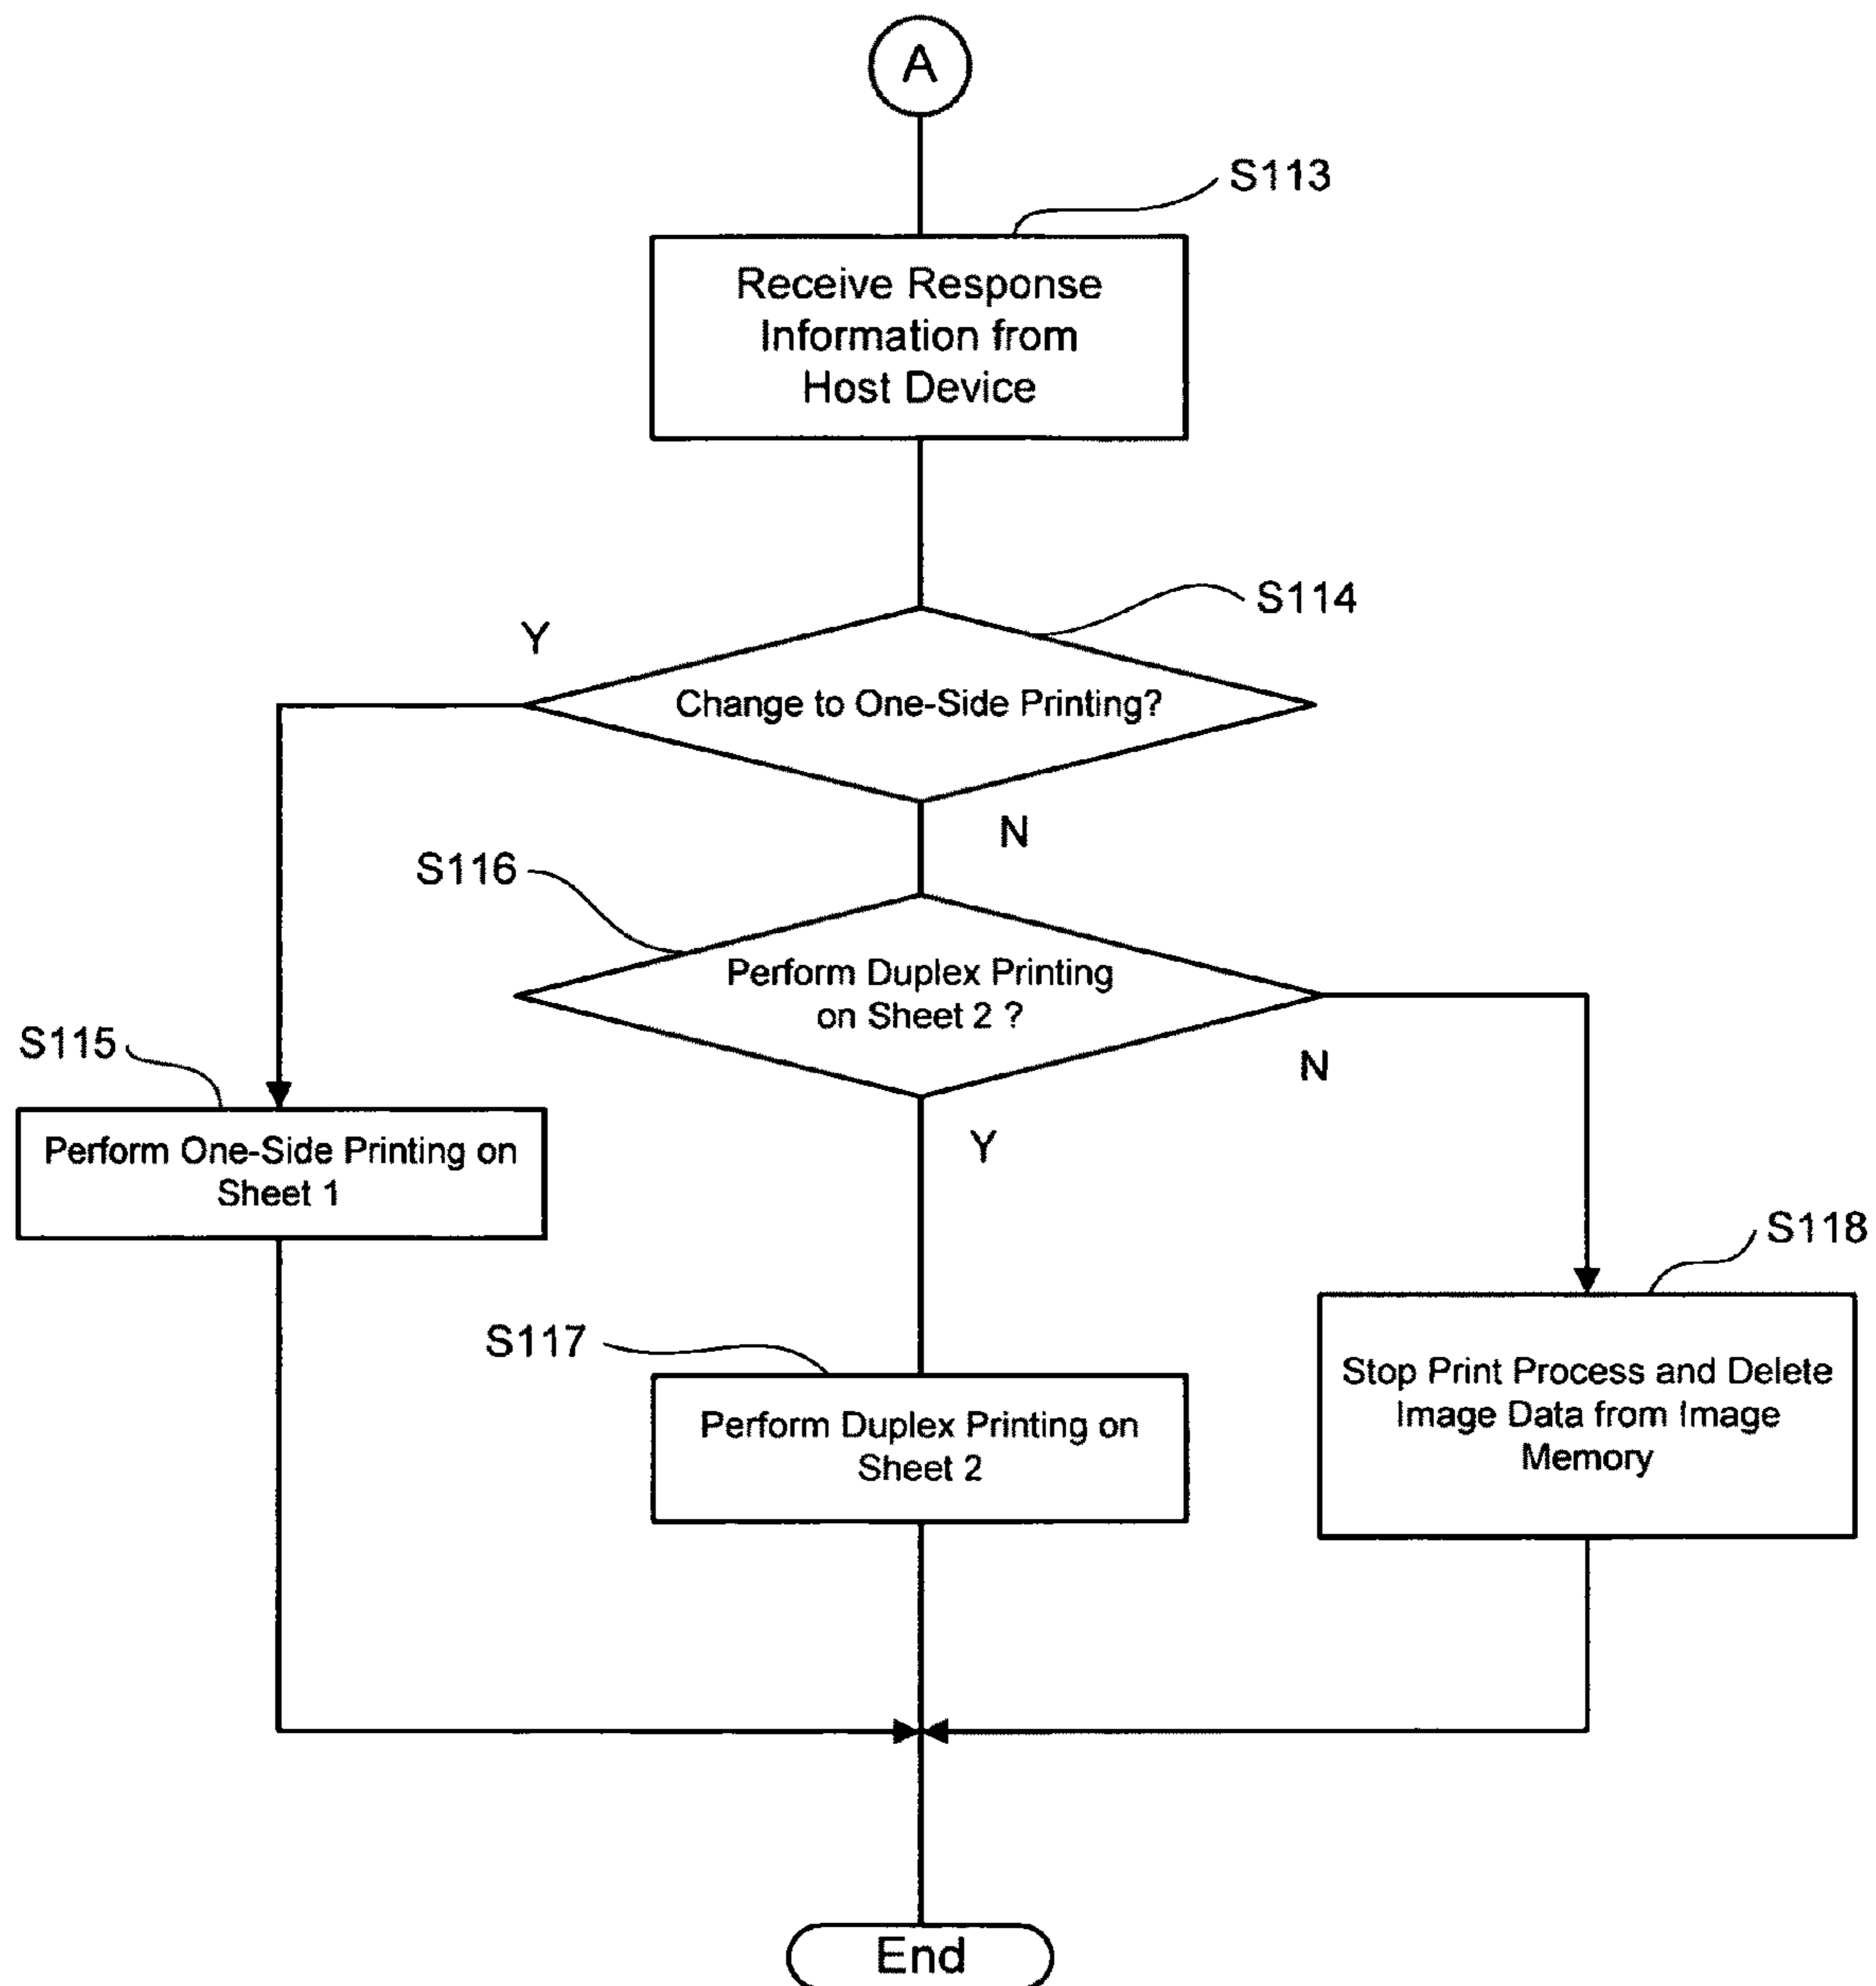 A
S113
Receive Response
Information from
Host Device
S114
Y
Change to One-Side Printing?
N
S116
Perform Duplex Printing
on Sheet 2 ?
N
S115
Y
Perform One-Side Printing on
Sheet 1
S118
S117
Stop Print Process and Delete
Image Data from Image
Memory
Perform Duplex Printing on
Sheet 2
End